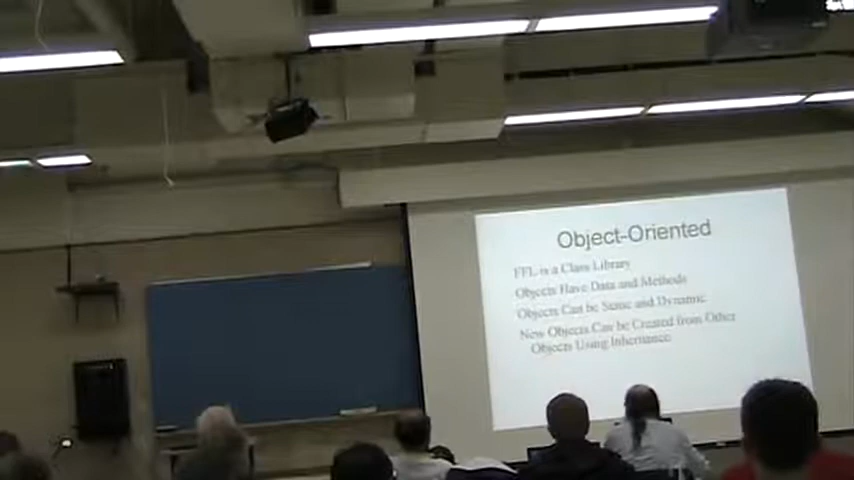 Object-Oriented
FFL is a Class Library
Objects Have Data and Methods
Objects Can be Static and Dynamic
New Objects Can be Created from Other
Objects Using Inheritance